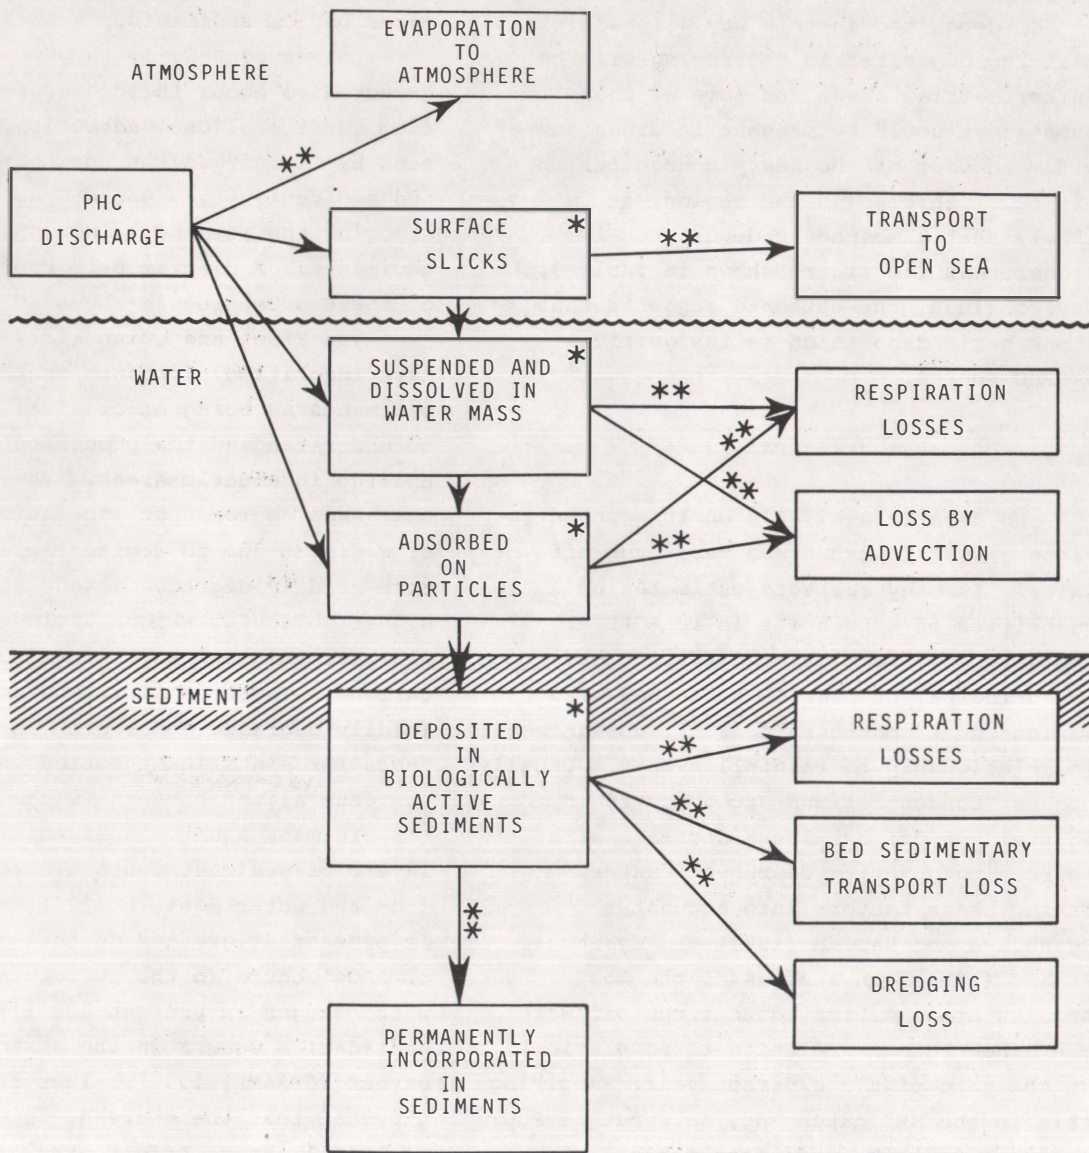 EVAPORATION
TO
ATMOSPHERE
ATMOSPHERE
**
PHC
DISCHARGE
SURFACE
SLICKS
*
**
TRANSPORT
TO
OPEN SEA
WATER
SUSPENDED AND
DISSOLVED IN
WATER MASS
*
**
**
**
**
RESPIRATION
LOSSES
LOSS BY
ADVECTION
ADSORBED
ON
PARTICLES
*
SEDIMENT
DEPOSITED
IN
BIOLOGICALLY
ACTIVE
SEDIMENTS
*
**
**
**
RESPIRATION
LOSSES
BED SEDIMENTARY
TRANSPORT LOSS
DREDGING
LOSS
**
PERMANENTLY
INCORPORATED
IN
SEDIMENTS